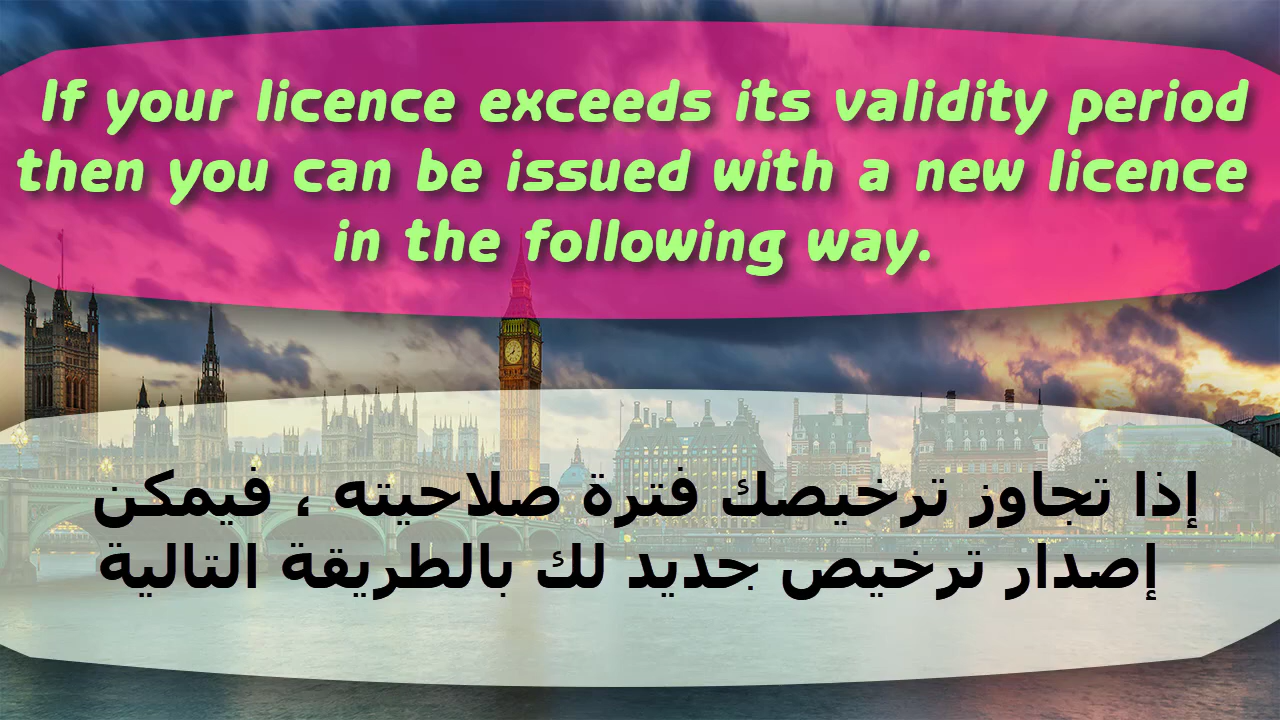 If your licence exceeds its validity period
then you can be issued with a new licence
in the following way.
إذا تجاوز ترخيصك فترة صلاحيته ، فيمكن
إصدار ترخيص جديد لك بالطريقة التالية